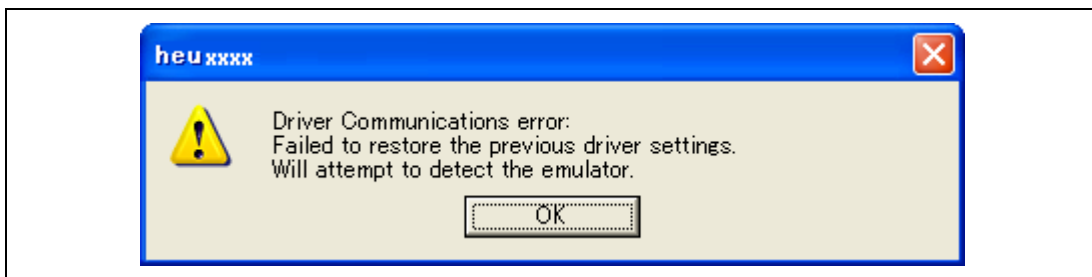 heuxxxx
Driver Communications error:
Failed to restore the previous driver settings.
Will attempt to detect the emulator.
OK